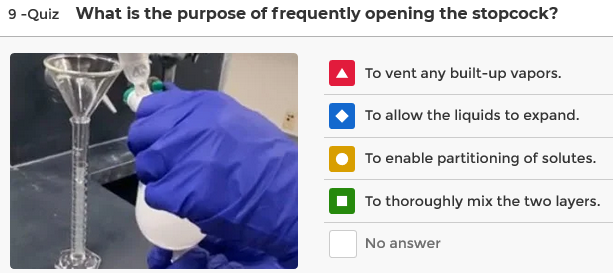 9 -Quiz What is the purpose of frequently opening the stopcock?
To vent any built-up vapors.
To allow the liquids to expand.
To enable partitioning of solutes.
To thoroughly mix the two layers.
No answer